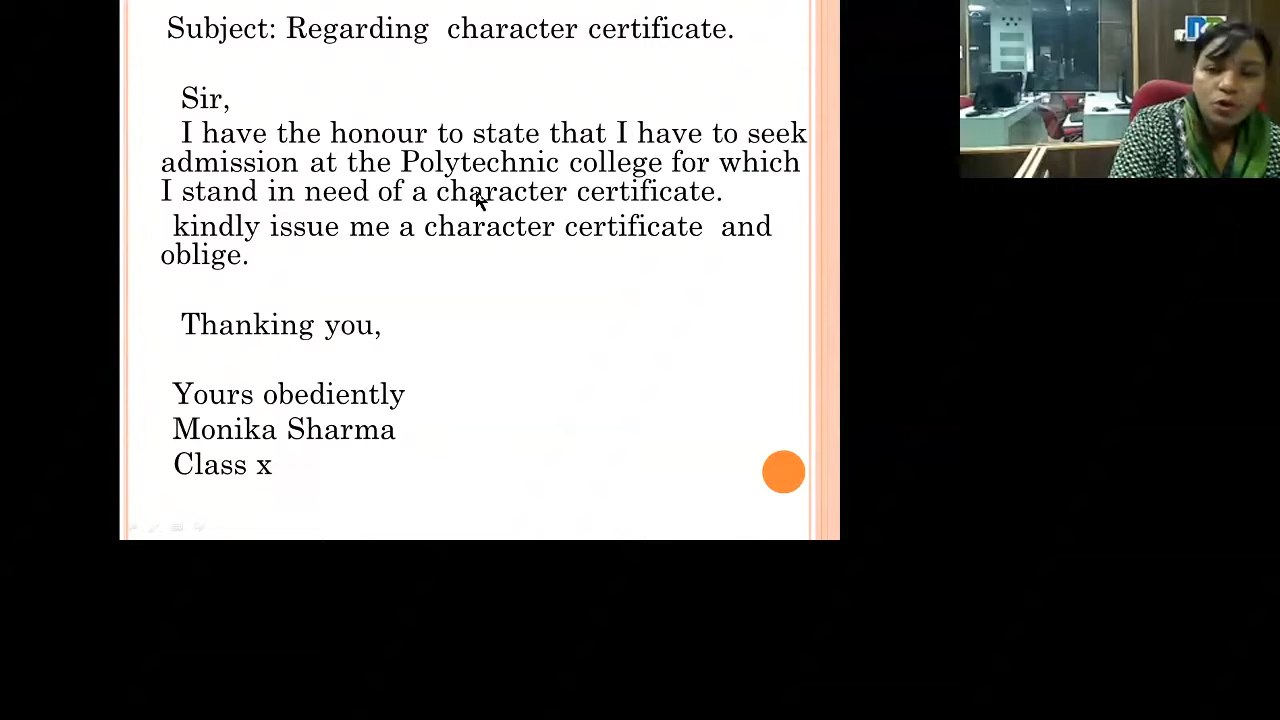 Subject: Regarding  character certificate.
Sir,
I have the honour to state that I have to seek
admission at the Polytechnic college for which
I stand in need of a character certificate.
kindly issue me a character certificate  and
oblige.
Thanking you,
Yours obediently
Monika Sharma
Class x